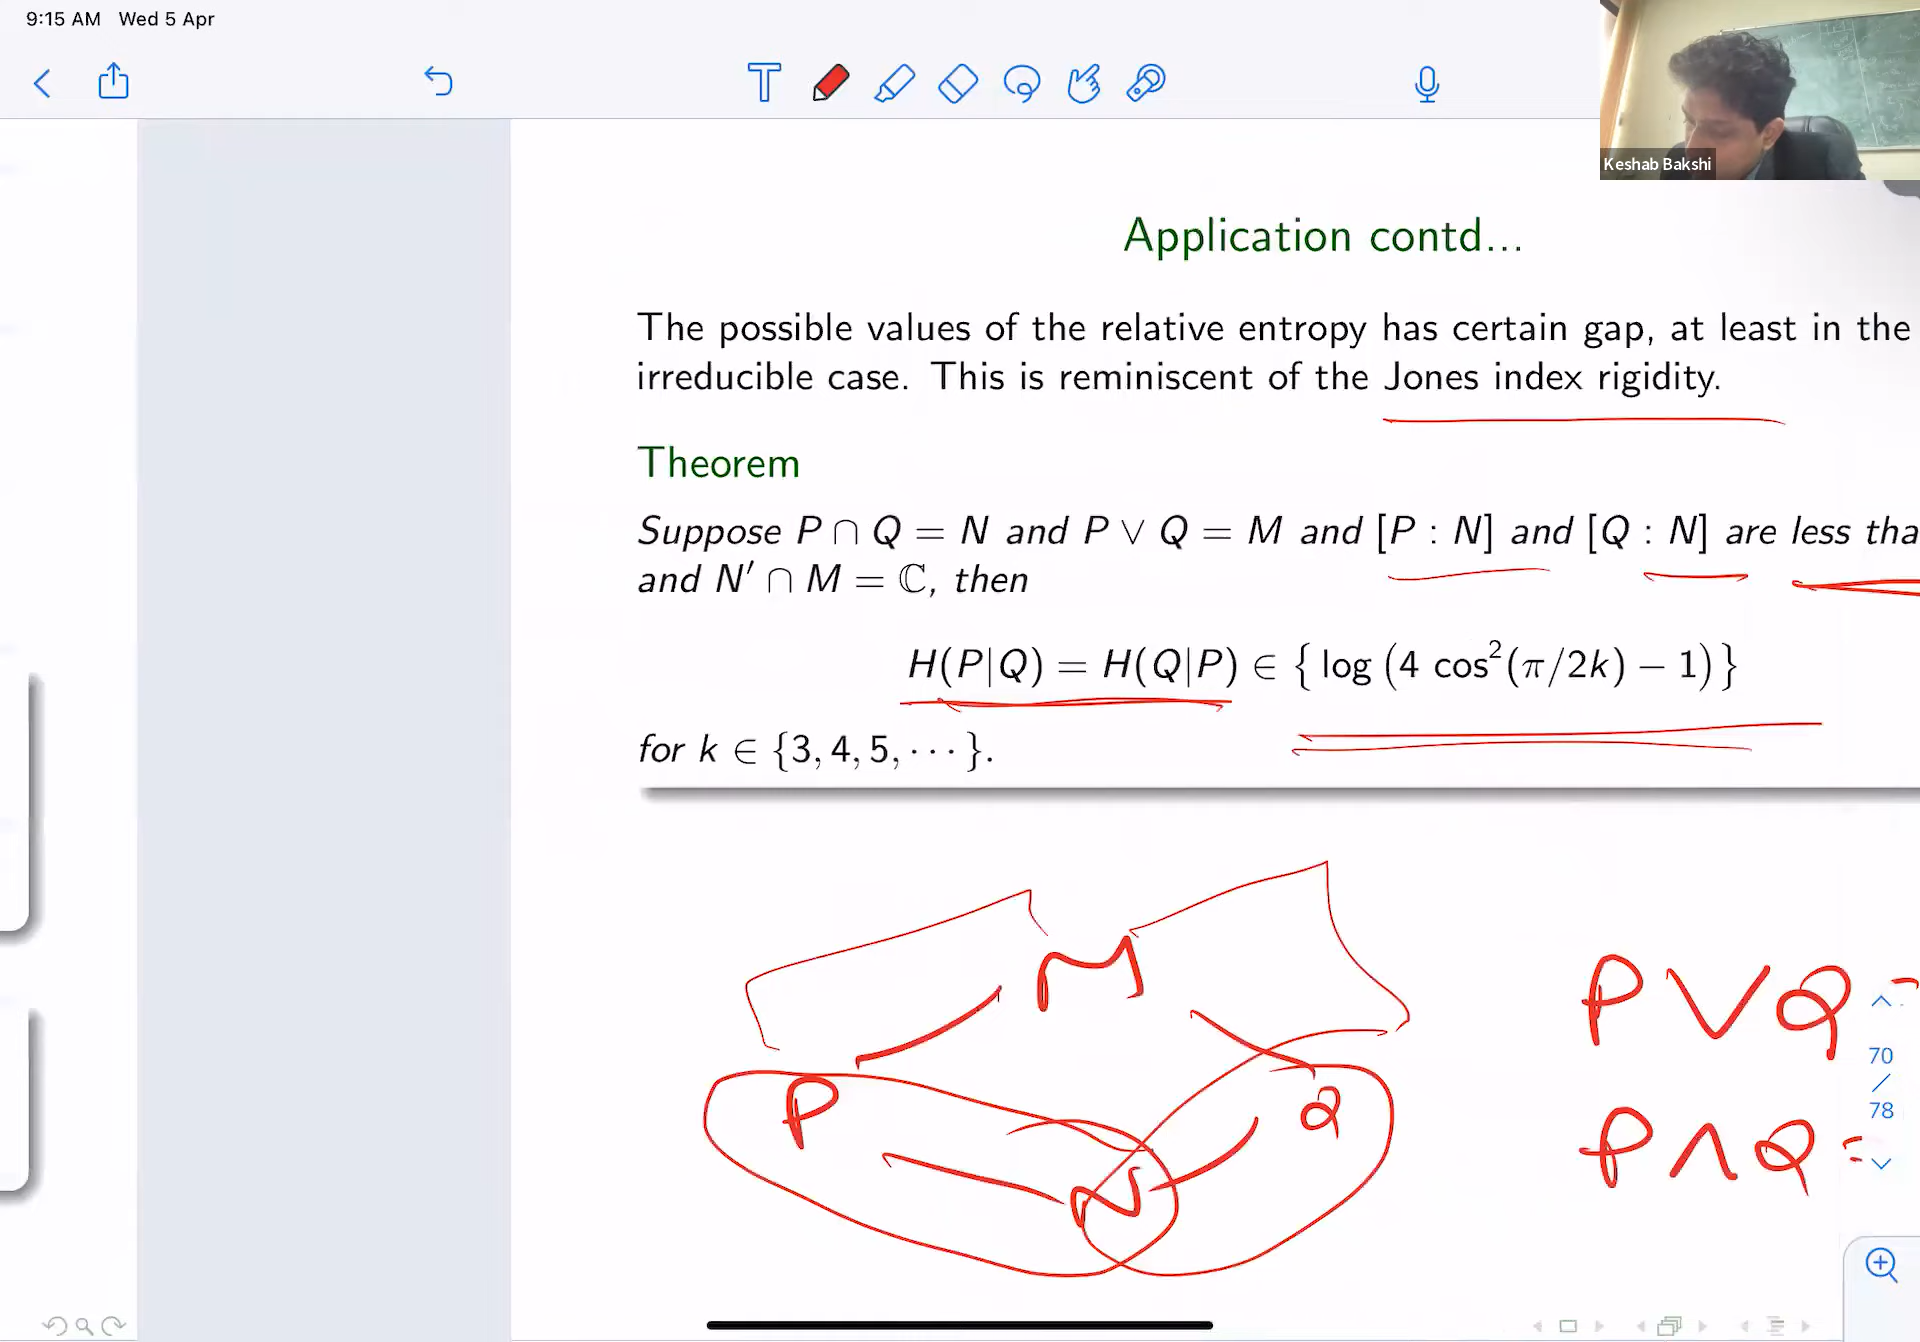 9:15 AM Wed 5 Apr
T
Keshab Bakshi
Application contd...
The possible values of the relative entropy has certain gap, at least in the
irreducible case. This is reminiscent of the Jones index rigidity.
Theorem
Suppose P ∩ Q = N and P ∨ Q = M and [P : N] and [Q : N] are less tha
and N′ ∩ M = ℂ, then
H(P|Q) = H(Q|P) ∈ { log (4 cos²(π/2k) − 1)}
for k ∈ {3, 4, 5, ⋯ }.
M
P Q
N
P ∨ Q =
P ∧ Q =
70
/
78